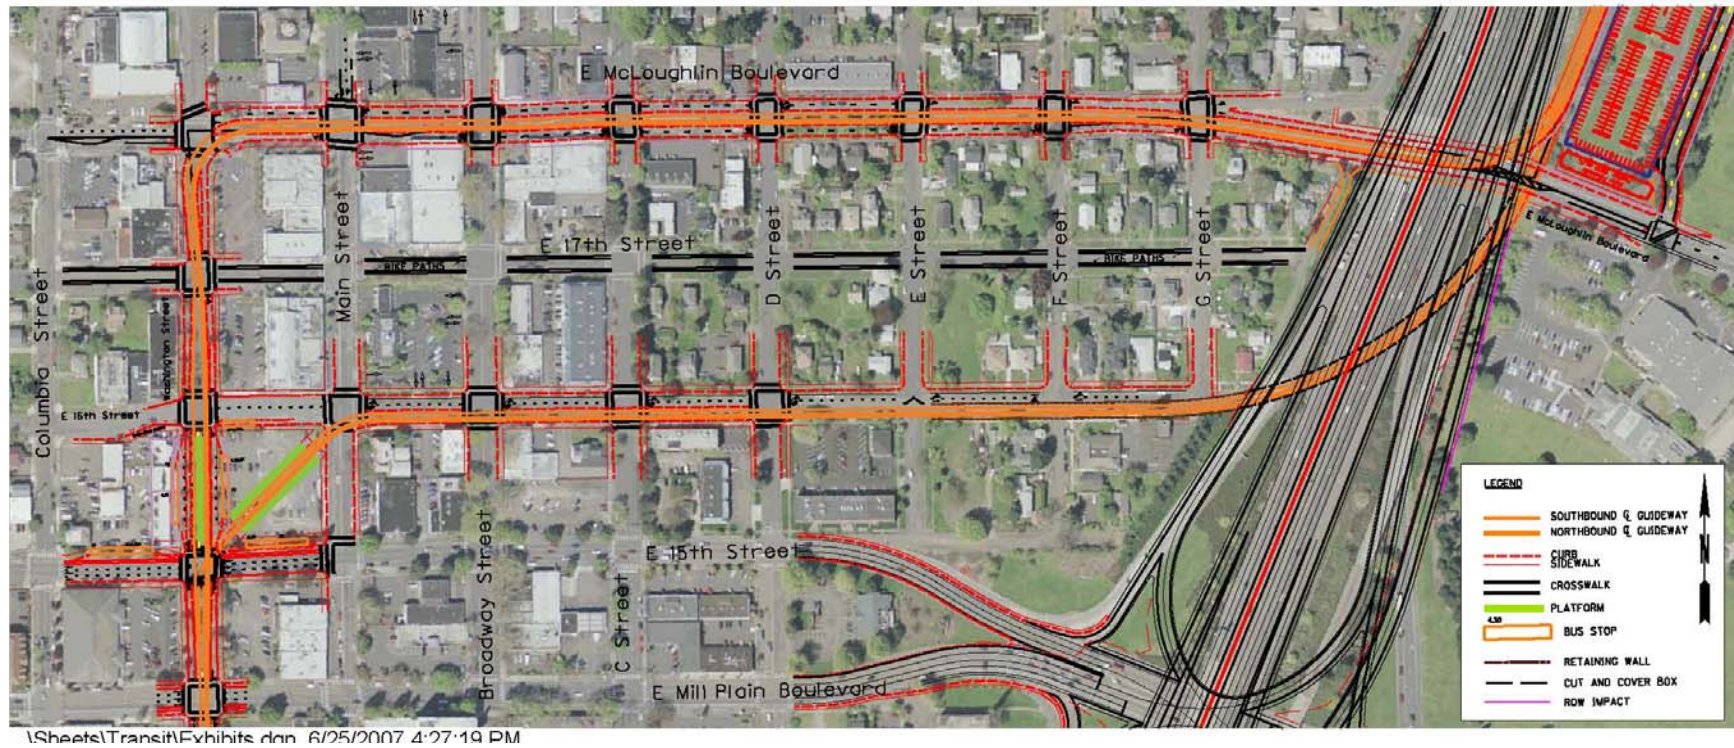 E McLoughlin Boulevard
E 17th Street
BIKE PATHS
BIKE PATHS
E McLoughlin Boulevard
Columbia Street
Washington Street
Main Street
Broadway Street
C Street
D Street
E Street
F Street
G Street
E 16th Street
E 15th Street
E Mill Plain Boulevard
LEGEND
SOUTHBOUND ℄ GUIDEWAY
NORTHBOUND ℄ GUIDEWAY
CURB
SIDEWALK
CROSSWALK
PLATFORM
BUS STOP
RETAINING WALL
CUT AND COVER BOX
ROW IMPACT
N
\Sheets\Transit\Exhibits.dgn 6/25/2007 4:27:19 PM